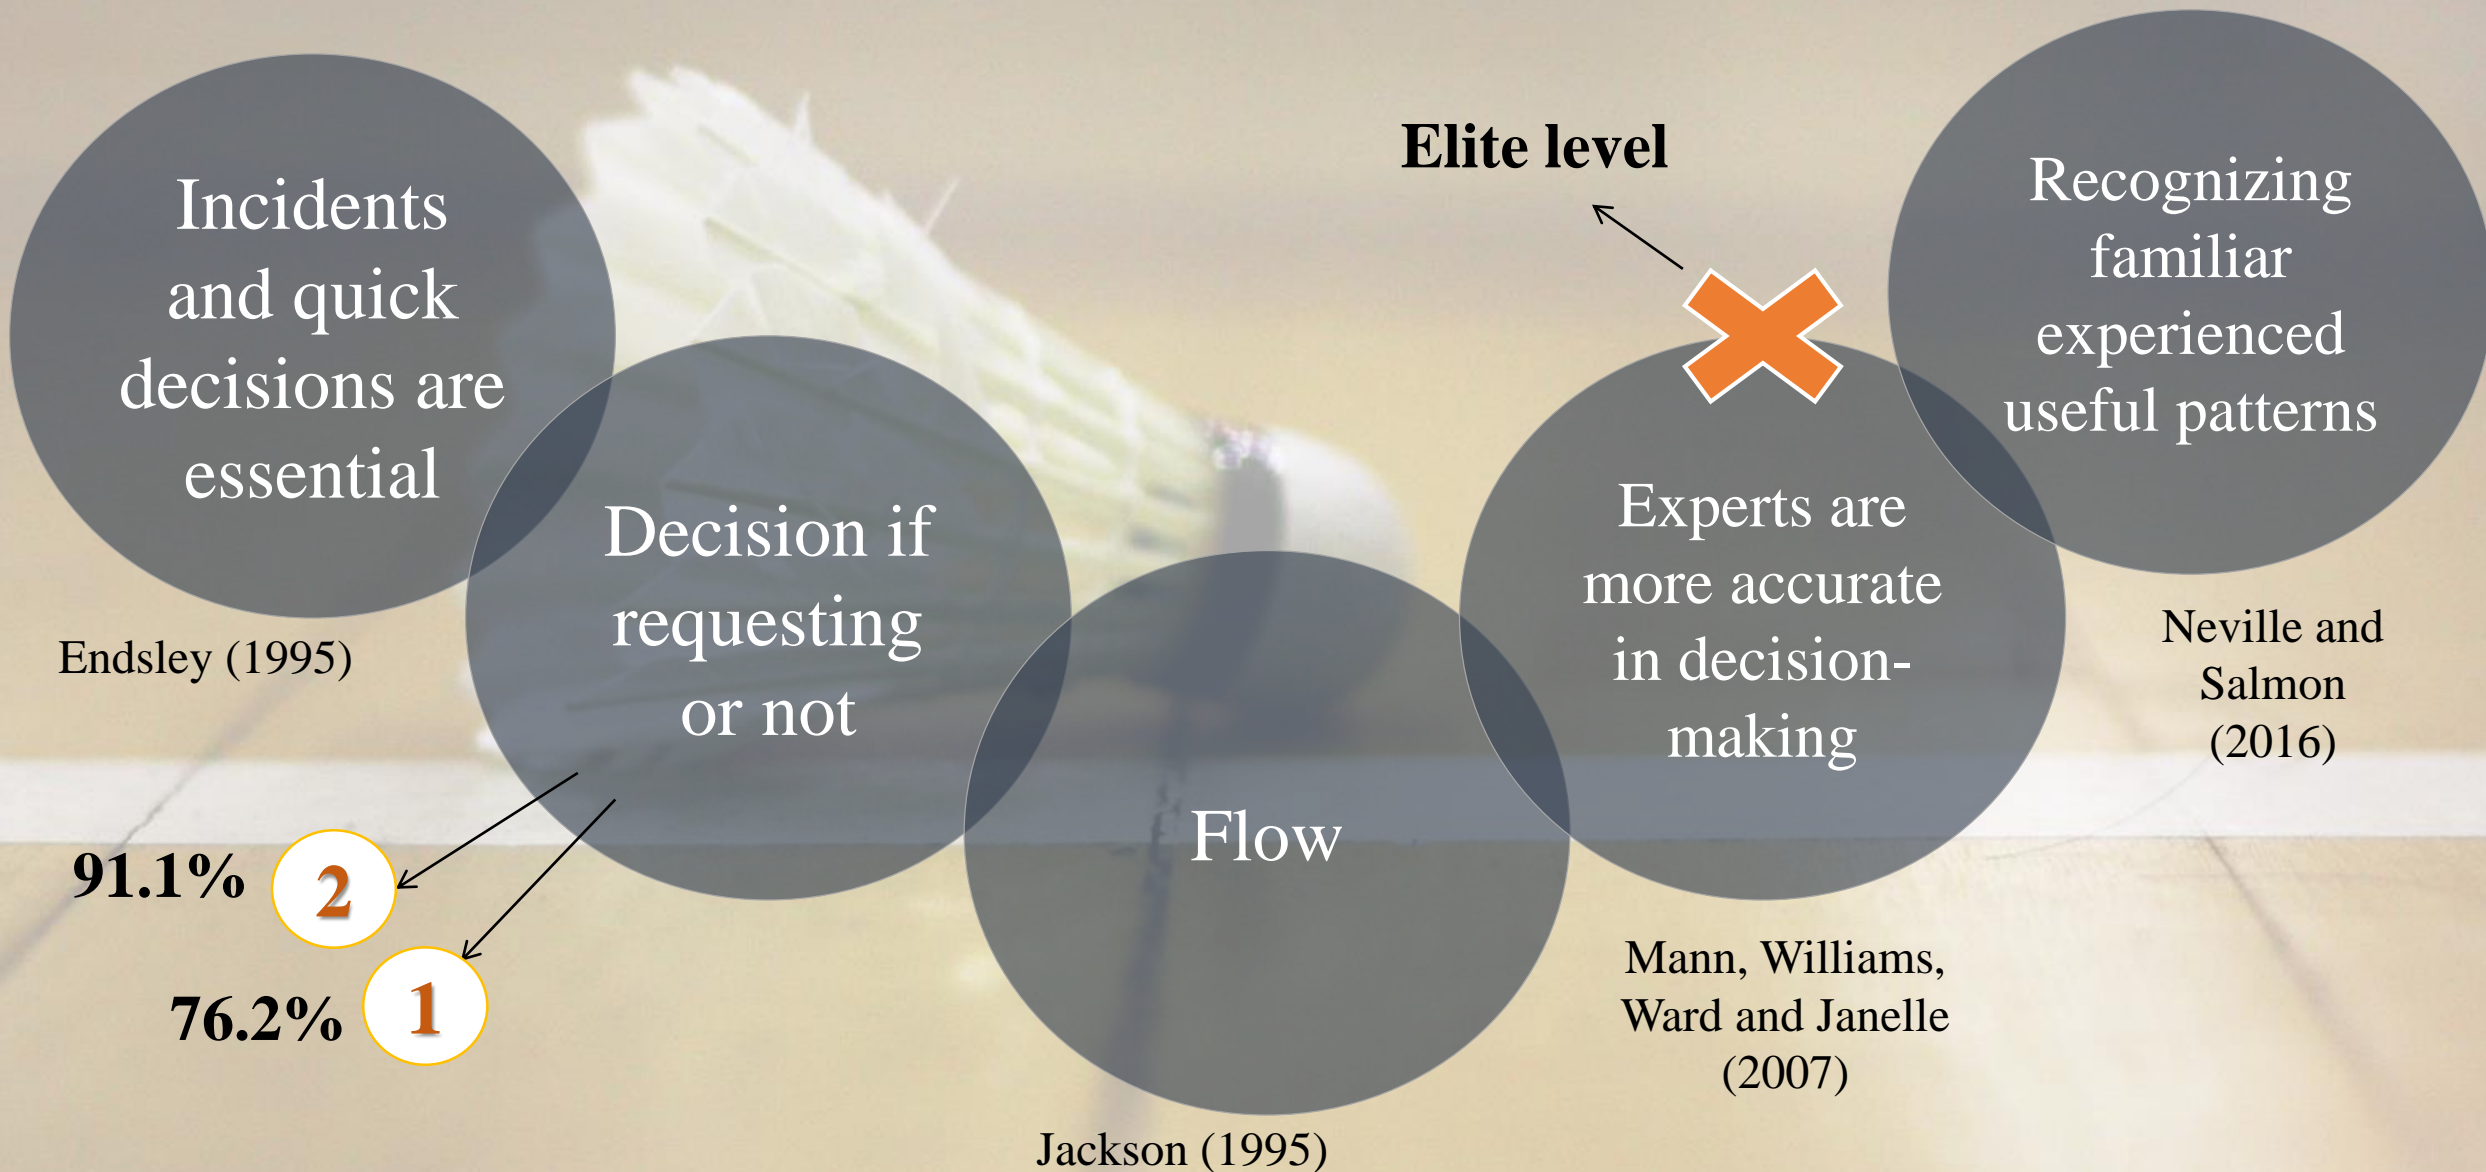 Incidents
and quick
decisions are
essential
Endsley (1995)
Decision if
requesting
or not
91.1%
2
76.2%
1
Flow
Jackson (1995)
Elite level
Experts are
more accurate
in decision-
making
Mann, Williams,
Ward and Janelle
(2007)
Recognizing
familiar
experienced
useful patterns
Neville and
Salmon
(2016)